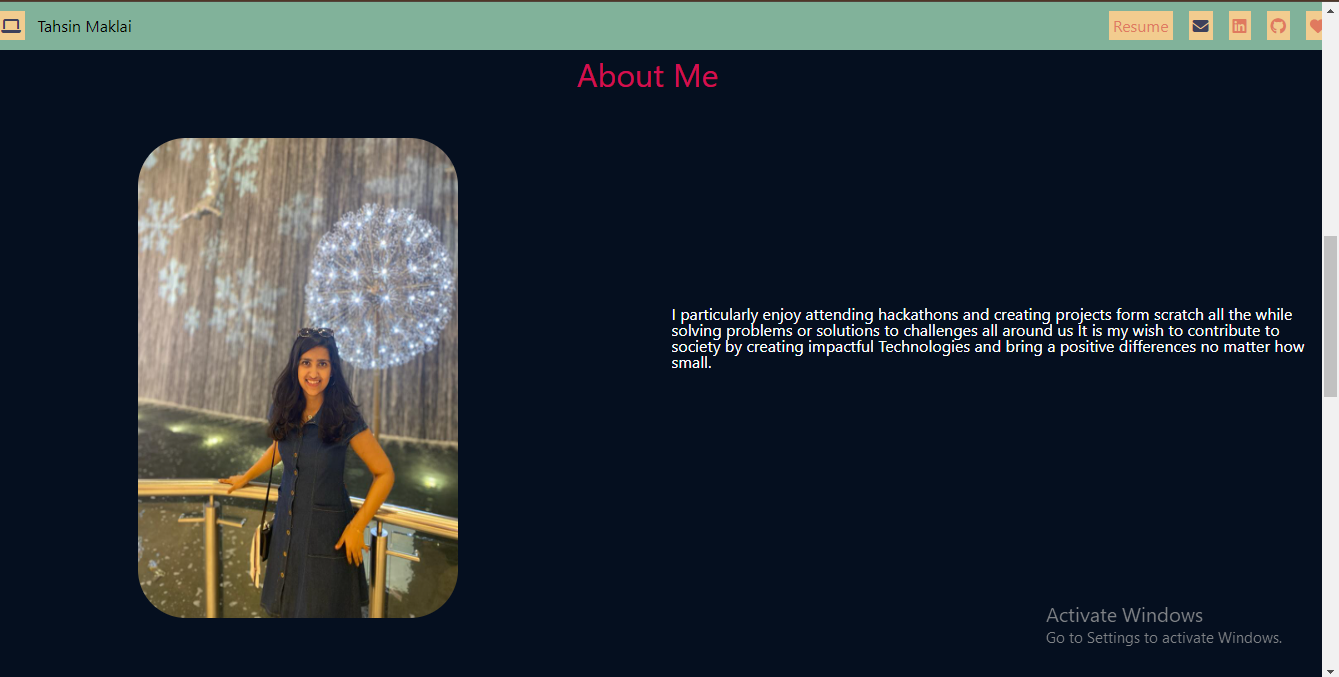 Tahsin Maklai
Resume
About Me
I particularly enjoy attending hackathons and creating projects form scratch all the while
solving problems or solutions to challenges all around us It is my wish to contribute to
society by creating impactful Technologies and bring a positive differences no matter how
small.
Activate Windows
Go to Settings to activate Windows.